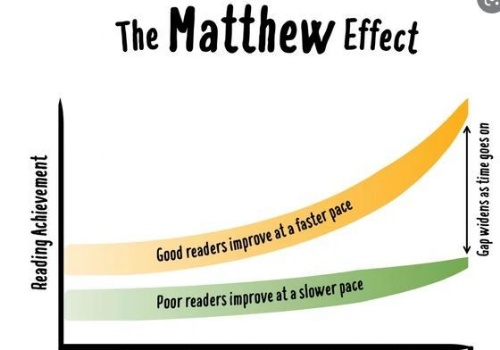 The Matthew Effect
Reading Achievement
Good readers improve at a faster pace
Poor readers improve at a slower pace
Gap widens as time goes on